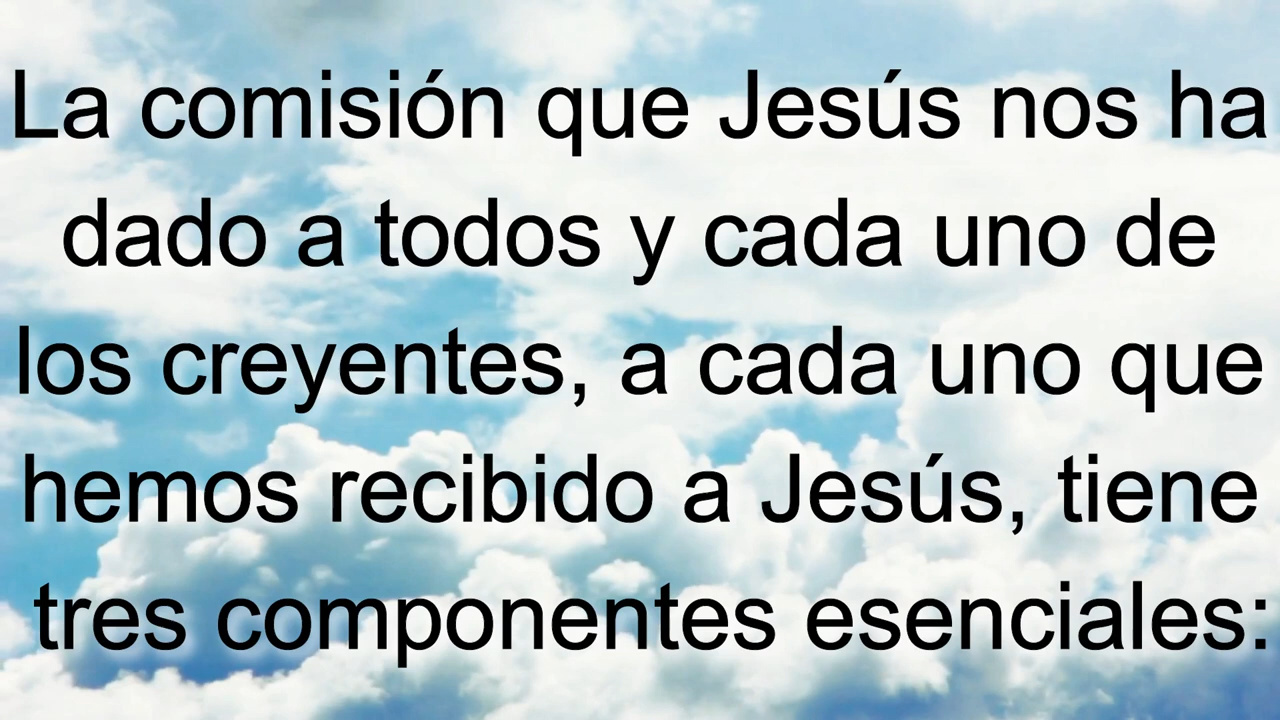 La comisión que Jesús nos ha
dado a todos y cada uno de
los creyentes, a cada uno que
hemos recibido a Jesús, tiene
tres componentes esenciales: